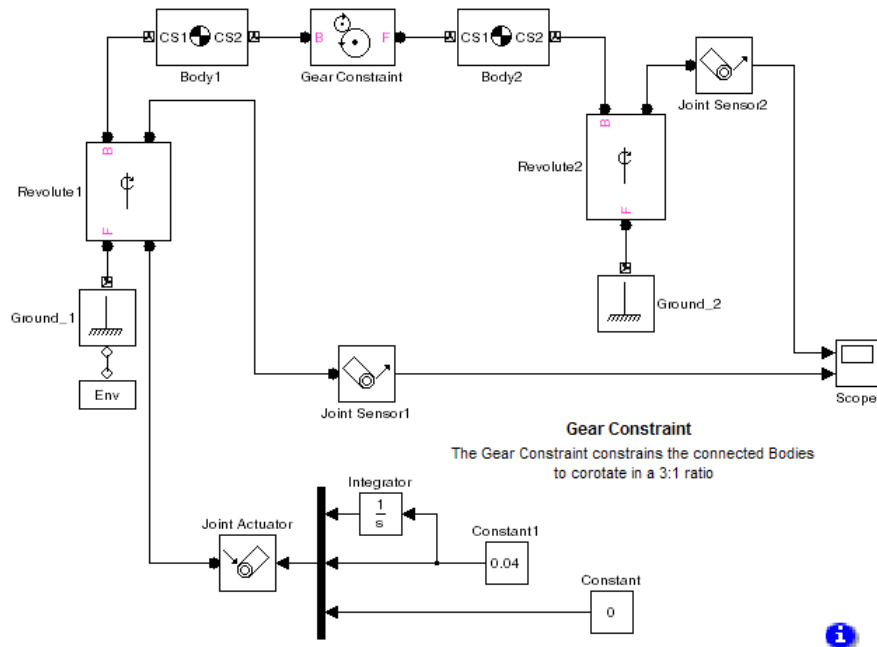 CS1 CS2
Body1
B F
Gear Constraint
CS1 CS2
Body2
Joint Sensor2
B
Revolute1
F
B
Revolute2
F
Ground_1
Env
Ground_2
Joint Sensor1
Scope
Gear Constraint
The Gear Constraint constrains the connected Bodies
to corotate in a 3:1 ratio
Integrator
1
s
Joint Actuator
Constant1
0.04
Constant
0
i